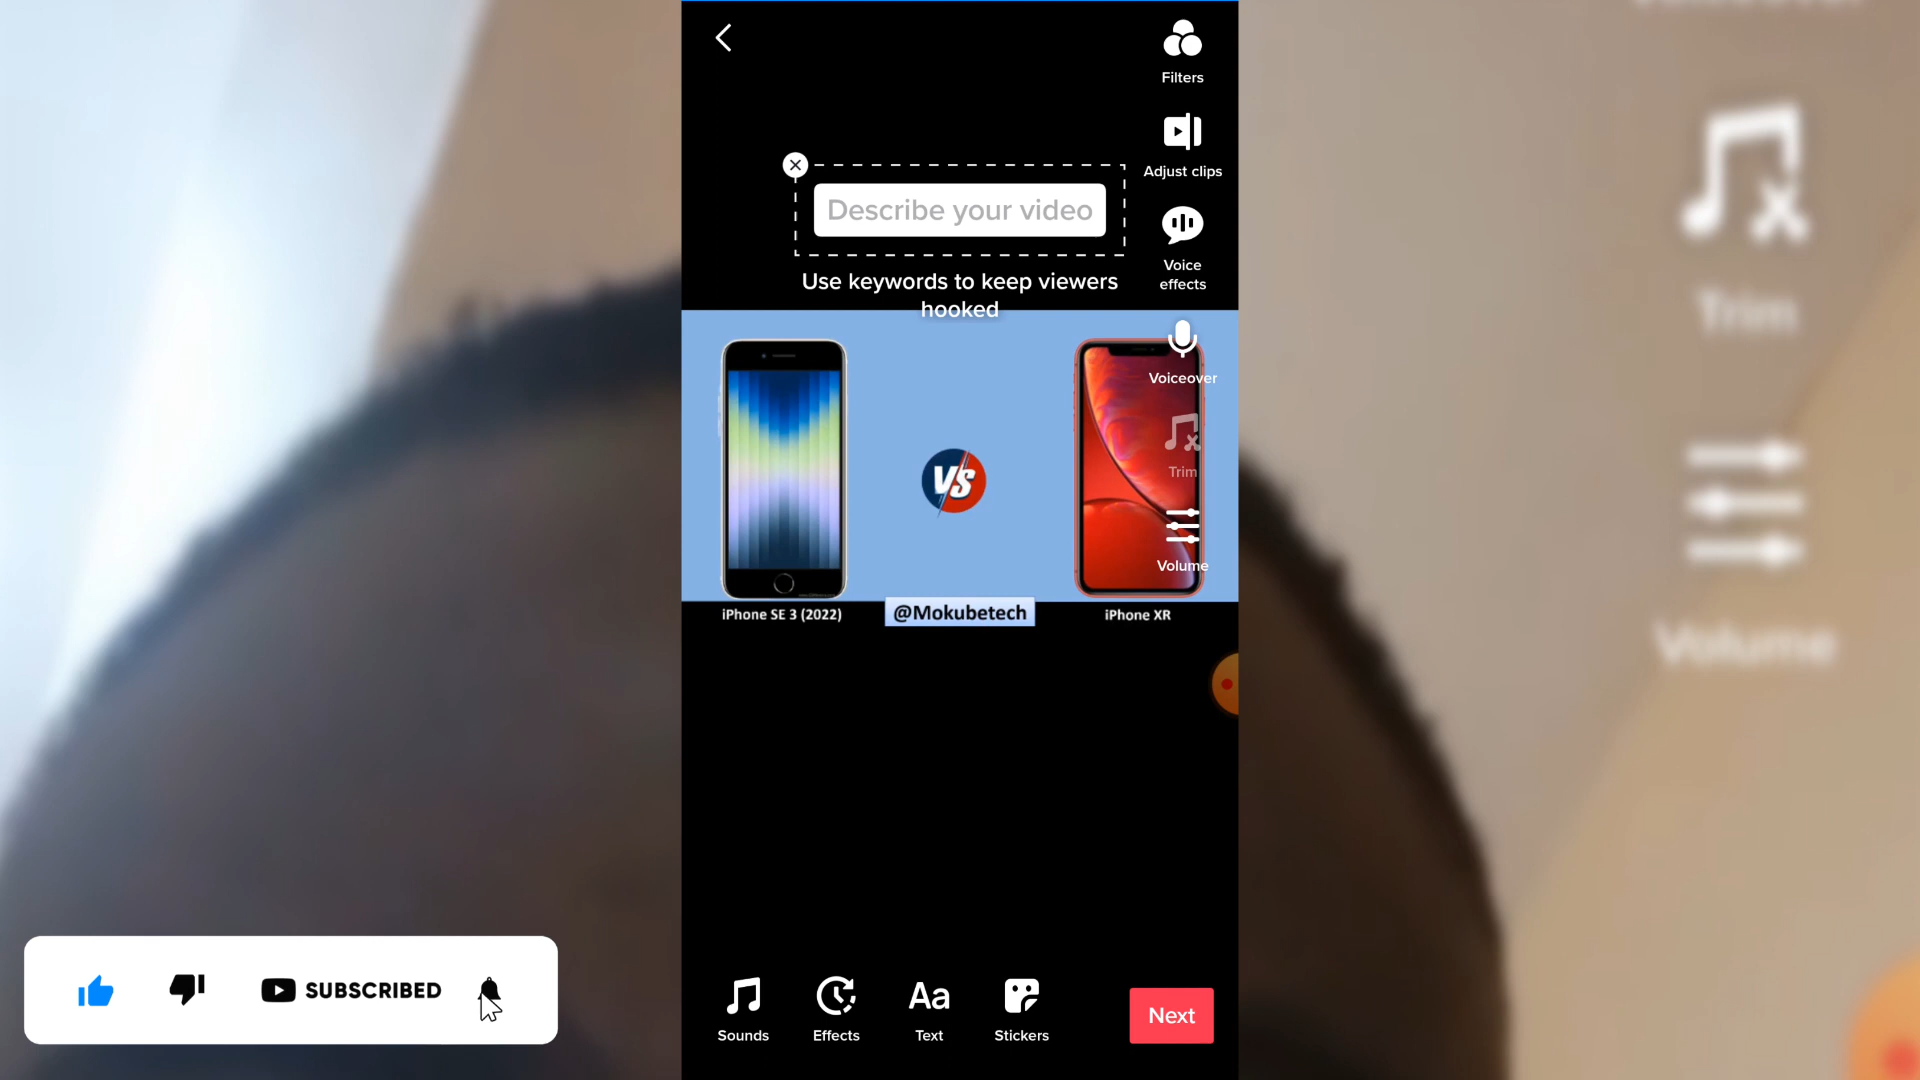 Filters
Adjust clips
Describe your video
Voice
effects
Use keywords to keep viewers
hooked
Voiceover
Trim
VS
Volume
iPhone SE 3 (2022)
@Mokubetech
iPhone XR
Trim
Volume
SUBSCRIBED
Sounds
Effects
Aa
Text
Stickers
Next